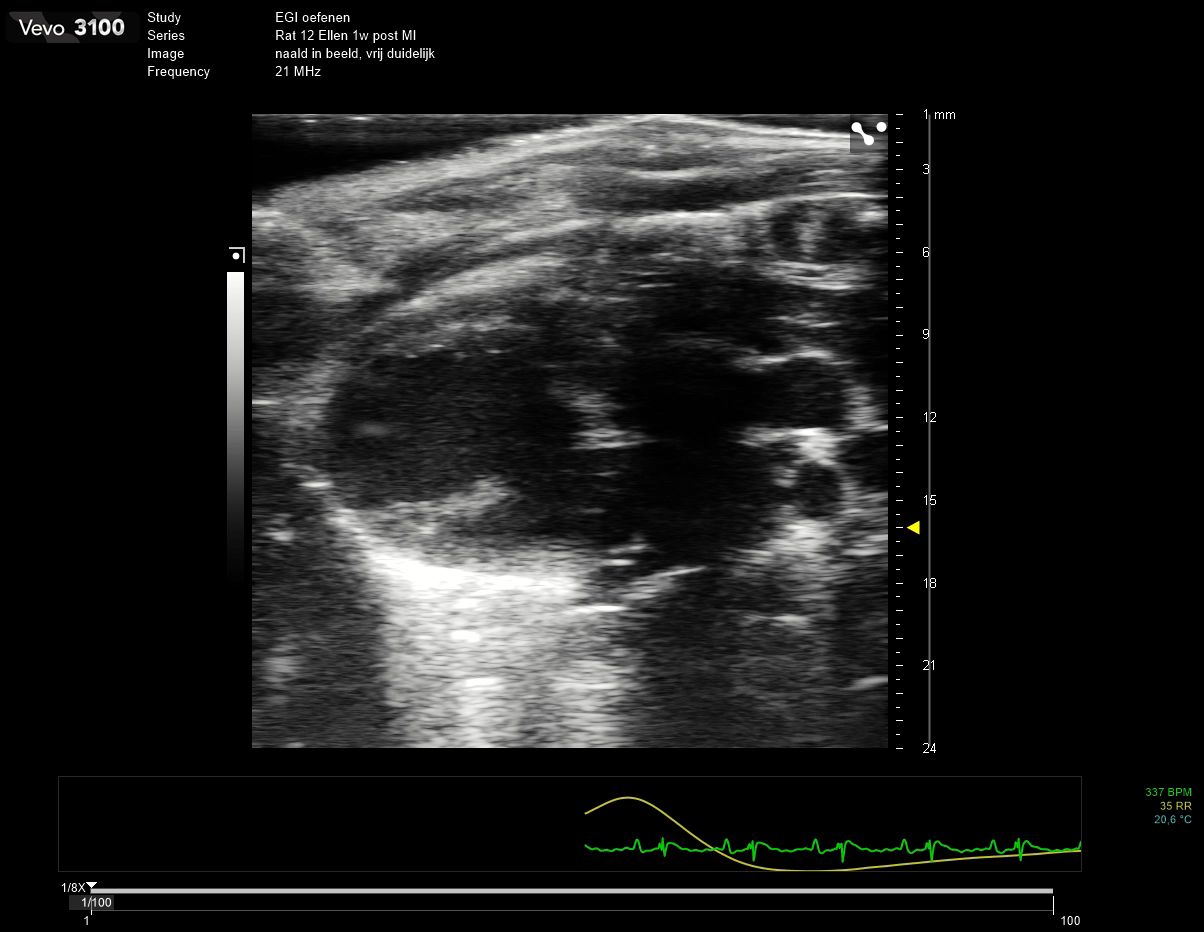 Vevo 3100
Study EGI oefenen
Series Rat 12 Ellen 1w post MI
Image naald in beeld, vrij duidelijk
Frequency 21 MHz
1 mm
3
6
9
12
15
18
21
24
337 BPM
35 RR
20,6 °C
1/8X
1/100
1
100